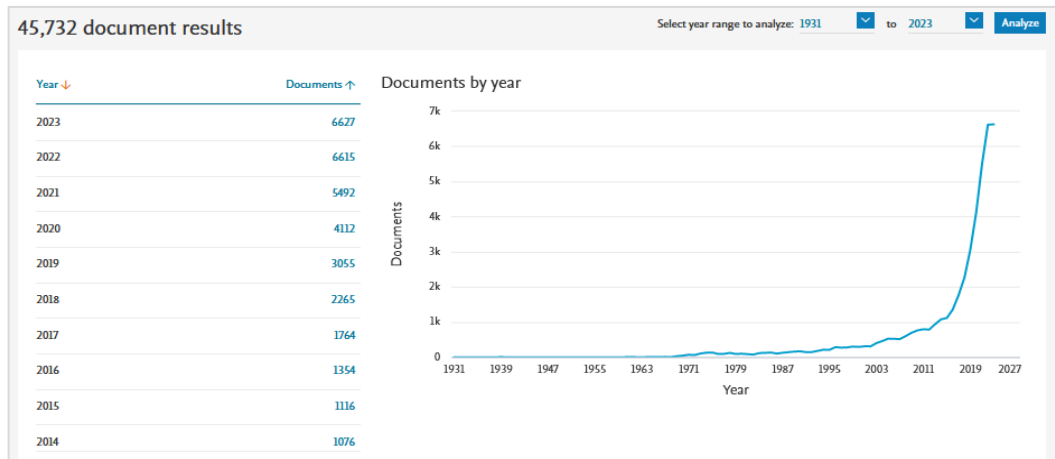 45,732 document results
Select year range to analyze: 1931 to 2023 Analyze
Year ↓ Documents ↑
2023 6627
2022 6615
2021 5492
2020 4112
2019 3055
2018 2265
2017 1764
2016 1354
2015 1116
2014 1076
Documents by year
7k
6k
5k
4k
3k
2k
1k
0
Documents
1931 1939 1947 1955 1963 1971 1979 1987 1995 2003 2011 2019 2027
Year